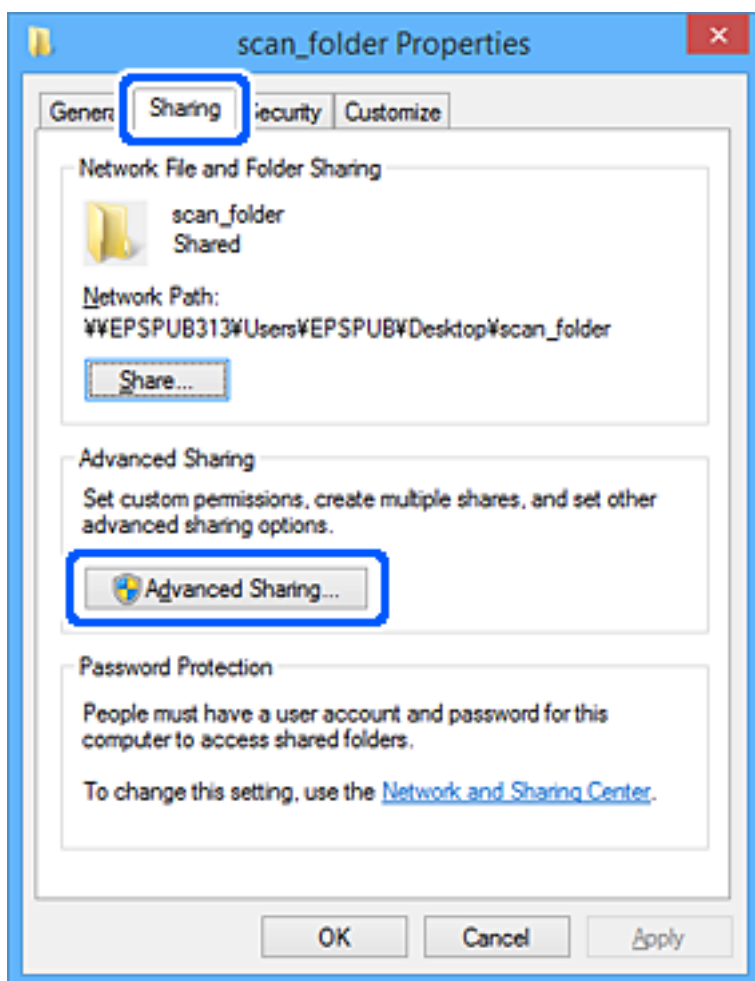 scan_folder Properties
General Sharing Security Customize
Network File and Folder Sharing
scan_folder
Shared
Network Path:
¥¥EPSPUB313¥Users¥EPSPUB¥Desktop¥scan_folder
Share...
Advanced Sharing
Set custom permissions, create multiple shares, and set other
advanced sharing options.
Advanced Sharing...
Password Protection
People must have a user account and password for this
computer to access shared folders.
To change this setting, use the Network and Sharing Center.
OK Cancel Apply